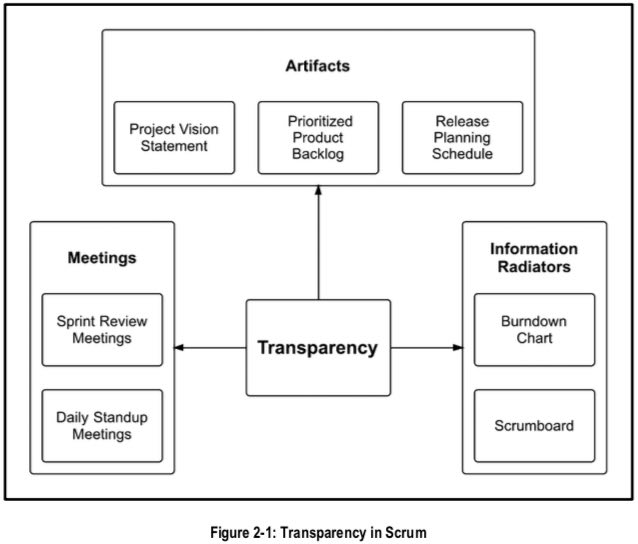 Artifacts
Project Vision
Statement
Prioritized
Product
Backlog
Release
Planning
Schedule
Meetings
Sprint Review
Meetings
Daily Standup
Meetings
Transparency
Information
Radiators
Burndown
Chart
Scrumboard
Figure 2-1: Transparency in Scrum